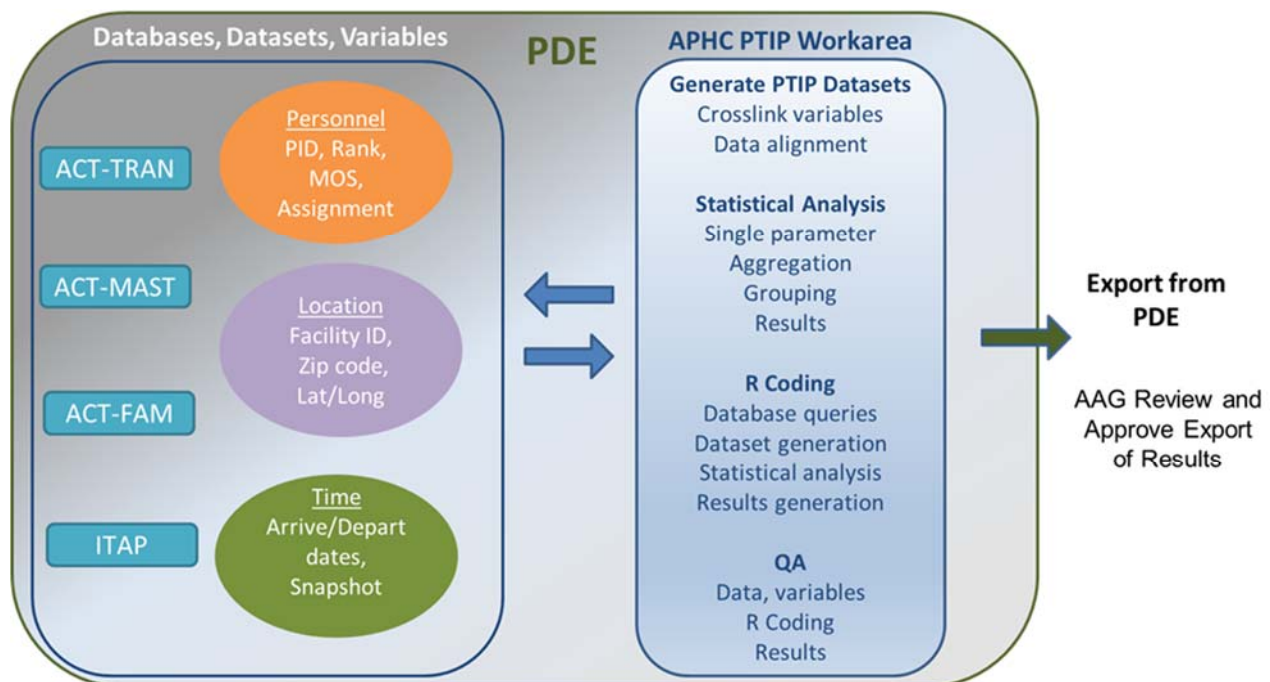 Databases, Datasets, Variables
PDE
APHC PTIP Workarea
ACT-TRAN
ACT-MAST
ACT-FAM
ITAP
Personnel
PID, Rank,
MOS,
Assignment
Location
Facility ID,
Zip code,
Lat/Long
Time
Arrive/Depart
dates,
Snapshot
Generate PTIP Datasets
Crosslink variables
Data alignment
Statistical Analysis
Single parameter
Aggregation
Grouping
Results
R Coding
Database queries
Dataset generation
Statistical analysis
Results generation
QA
Data, variables
R Coding
Results
Export from
PDE
AAG Review and
Approve Export
of Results